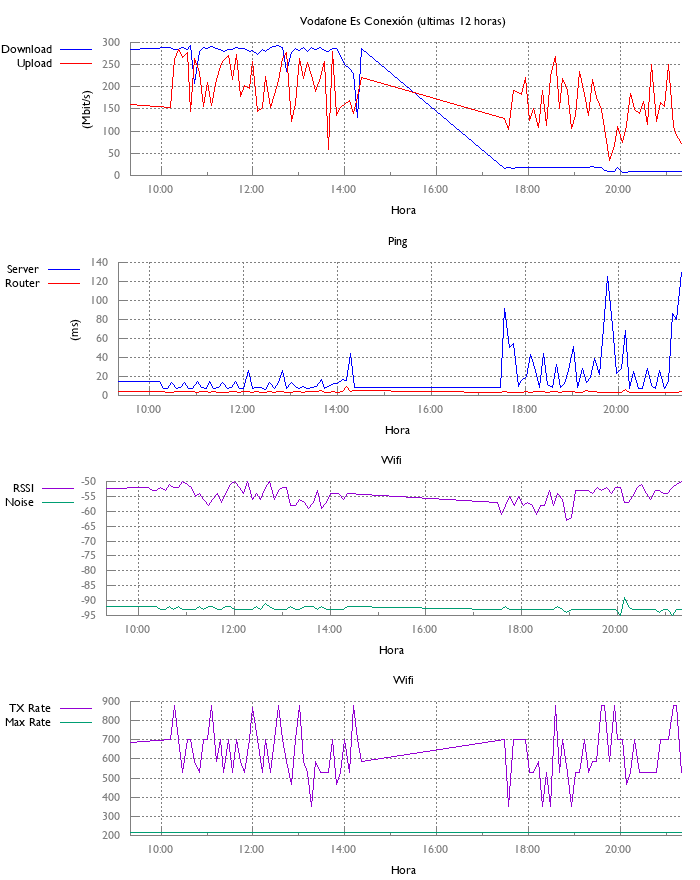 Vodafone Es Conexión (ultimas 12 horas)
Download
Upload
(Mbit/s)
300
250
200
150
100
50
0
10:00 12:00 14:00 16:00 18:00 20:00
Hora
Ping
Server
Router
(ms)
140
120
100
80
60
40
20
0
10:00 12:00 14:00 16:00 18:00 20:00
Hora
Wifi
RSSI
Noise
-50
-55
-60
-65
-70
-75
-80
-85
-90
-95
10:00 12:00 14:00 16:00 18:00 20:00
Hora
Wifi
TX Rate
Max Rate
900
800
700
600
500
400
300
200
10:00 12:00 14:00 16:00 18:00 20:00
Hora